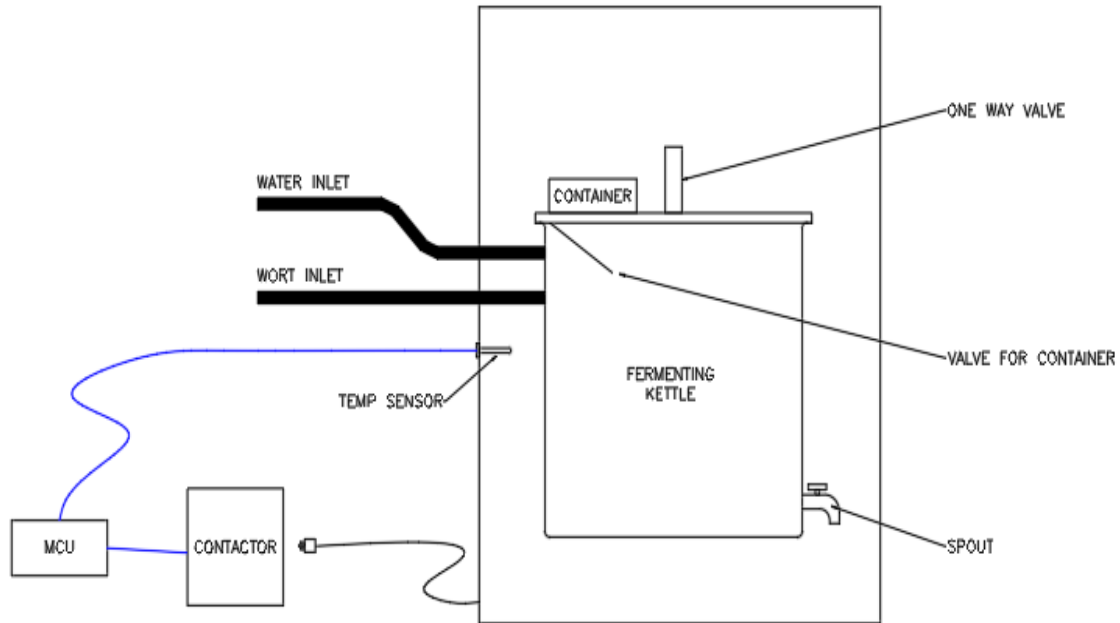 ONE WAY VALVE
WATER INLET
CONTAINER
WORT INLET
VALVE FOR CONTAINER
FERMENTING
KETTLE
TEMP SENSOR
MCU
CONTACTOR
SPOUT